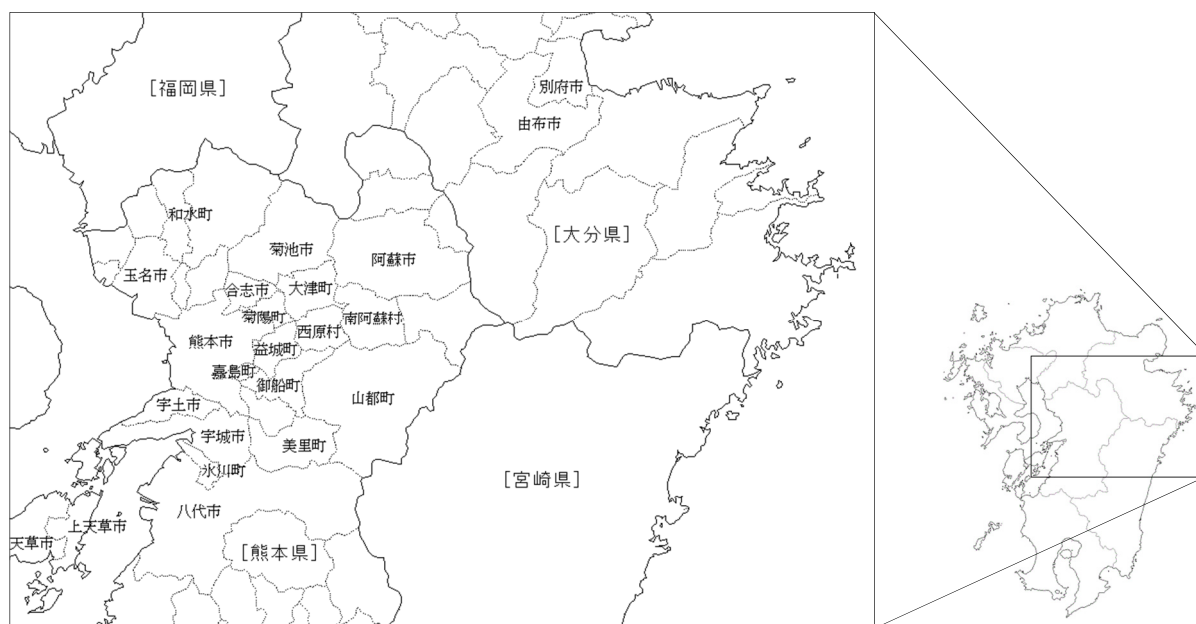 [福岡県]
別府市
由布市
和水町
[大分県]
菊池市
阿蘇市
玉名市
合志市
大津町
菊陽町
南阿蘇村
西原村
熊本市
益城町
嘉島町
御船町
山都町
宇土市
宇城市
美里町
氷川町
[宮崎県]
八代市
上天草市
天草市
[熊本県]